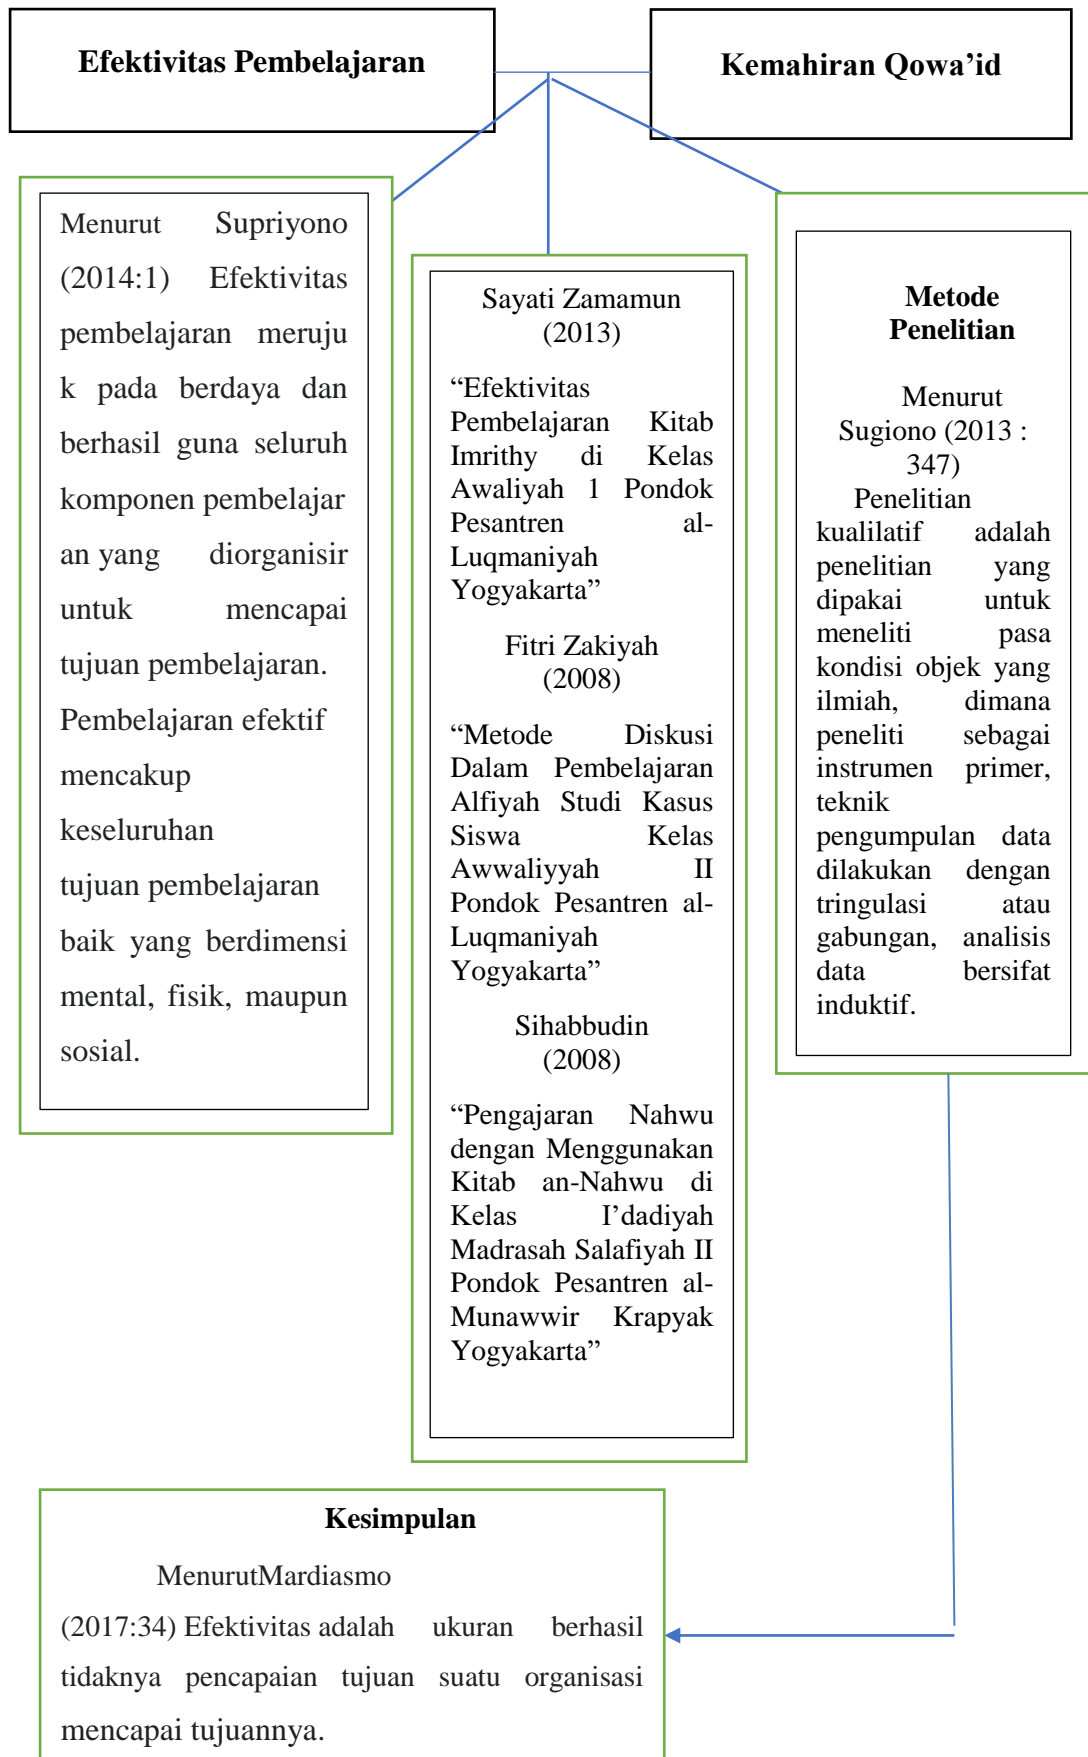 Efektivitas Pembelajaran
Kemahiran Qowa’id
Menurut Supriyono
(2014:1) Efektivitas
pembelajaran meruju
k pada berdaya dan
berhasil guna seluruh
komponen pembelajar
an yang diorganisir
untuk mencapai
tujuan pembelajaran.
Pembelajaran efektif
mencakup
keseluruhan
tujuan pembelajaran
baik yang berdimensi
mental, fisik, maupun
sosial.
Sayati Zamamun
(2013)
“Efektivitas
Pembelajaran Kitab
Imrithy di Kelas
Awaliyah 1 Pondok
Pesantren al-
Luqmaniyah
Yogyakarta”
Fitri Zakiyah
(2008)
“Metode Diskusi
Dalam Pembelajaran
Alfiyah Studi Kasus
Siswa Kelas
Awwaliyyah II
Pondok Pesantren al-
Luqmaniyah
Yogyakarta”
Sihabbudin
(2008)
“Pengajaran Nahwu
dengan Menggunakan
Kitab an-Nahwu di
Kelas I’dadiyah
Madrasah Salafiyah II
Pondok Pesantren al-
Munawwir Krapyak
Yogyakarta”
Metode
Penelitian
Menurut
Sugiono (2013 :
347)
Penelitian
kualilatif adalah
penelitian yang
dipakai untuk
meneliti pasa
kondisi objek yang
ilmiah, dimana
peneliti sebagai
instrumen primer,
teknik
pengumpulan data
dilakukan dengan
tringulasi atau
gabungan, analisis
data bersifat
induktif.
Kesimpulan
MenurutMardiasmo
(2017:34) Efektivitas adalah ukuran berhasil
tidaknya pencapaian tujuan suatu organisasi
mencapai tujuannya.